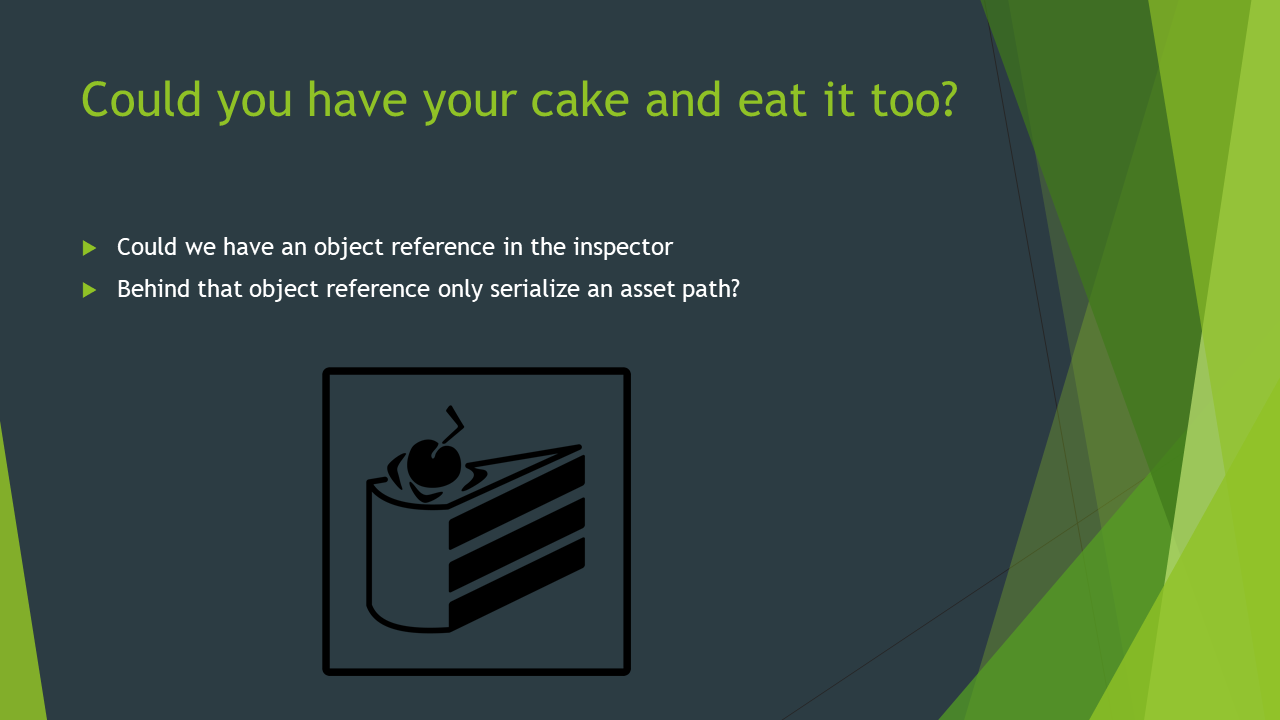 Could you have your cake and eat it too?
Could we have an object reference in the inspector
Behind that object reference only serialize an asset path?